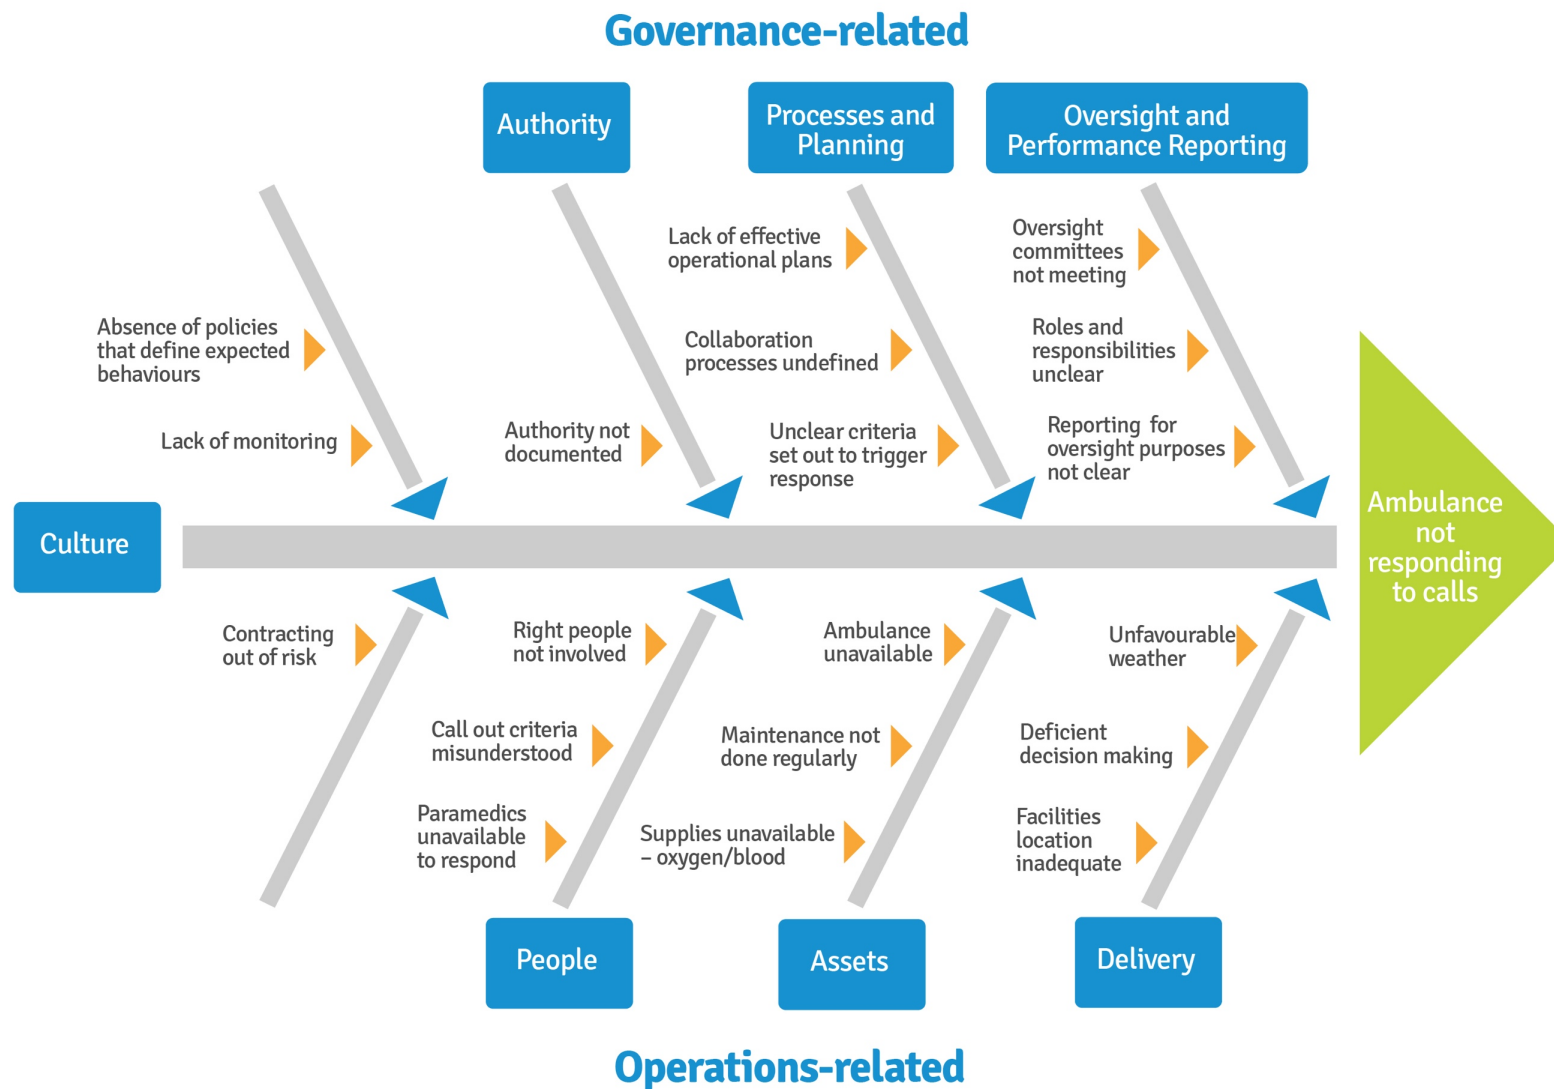 Governance-related
Authority
Processes and
Planning
Oversight and
Performance Reporting
Absence of policies
that define expected
behaviours
Lack of monitoring
Authority not
documented
Lack of effective
operational plans
Collaboration
processes undefined
Unclear criteria
set out to trigger
response
Oversight
committees
not meeting
Roles and
responsibilities
unclear
Reporting for
oversight purposes
not clear
Culture
Ambulance
not
responding
to calls
Contracting
out of risk
Right people
not involved
Call out criteria
misunderstood
Paramedics
unavailable
to respond
Ambulance
unavailable
Maintenance not
done regularly
Supplies unavailable
– oxygen/blood
Unfavourable
weather
Deficient
decision making
Facilities
location
inadequate
People
Assets
Delivery
Operations-related